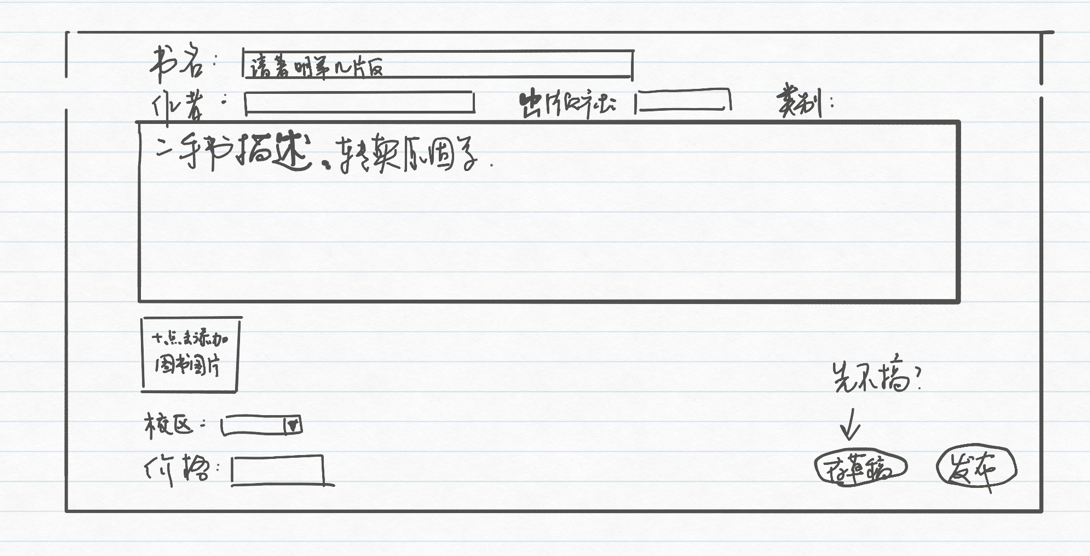 书名: 请著明第几片反
作者: 出版社: 类别:
二手书描述、转卖原因等.
+点击添加
图书图片
先不搞?
校区:
价格:
存草稿 发布